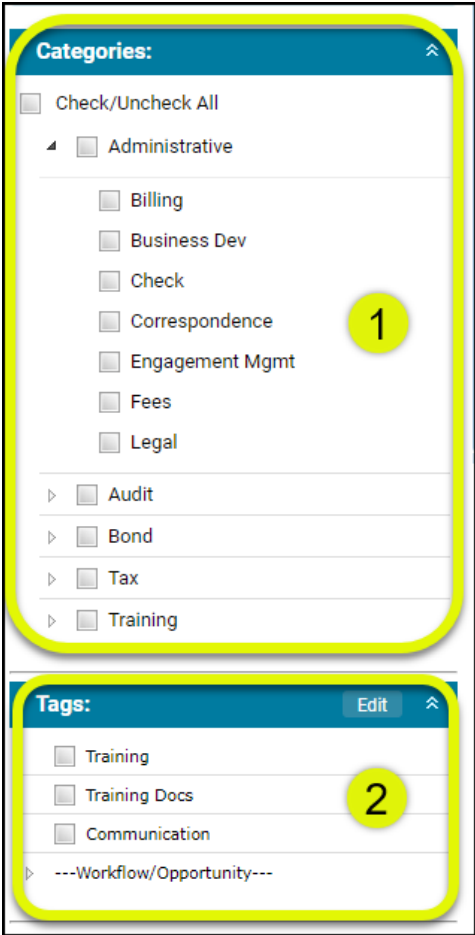 Categories:
Check/Uncheck All
Administrative
Billing
Business Dev
Check
Correspondence
1
Engagement Mgmt
Fees
Legal
Audit
Bond
Tax
Training
Tags: Edit
Training
Training Docs
2
Communication
---Workflow/Opportunity---